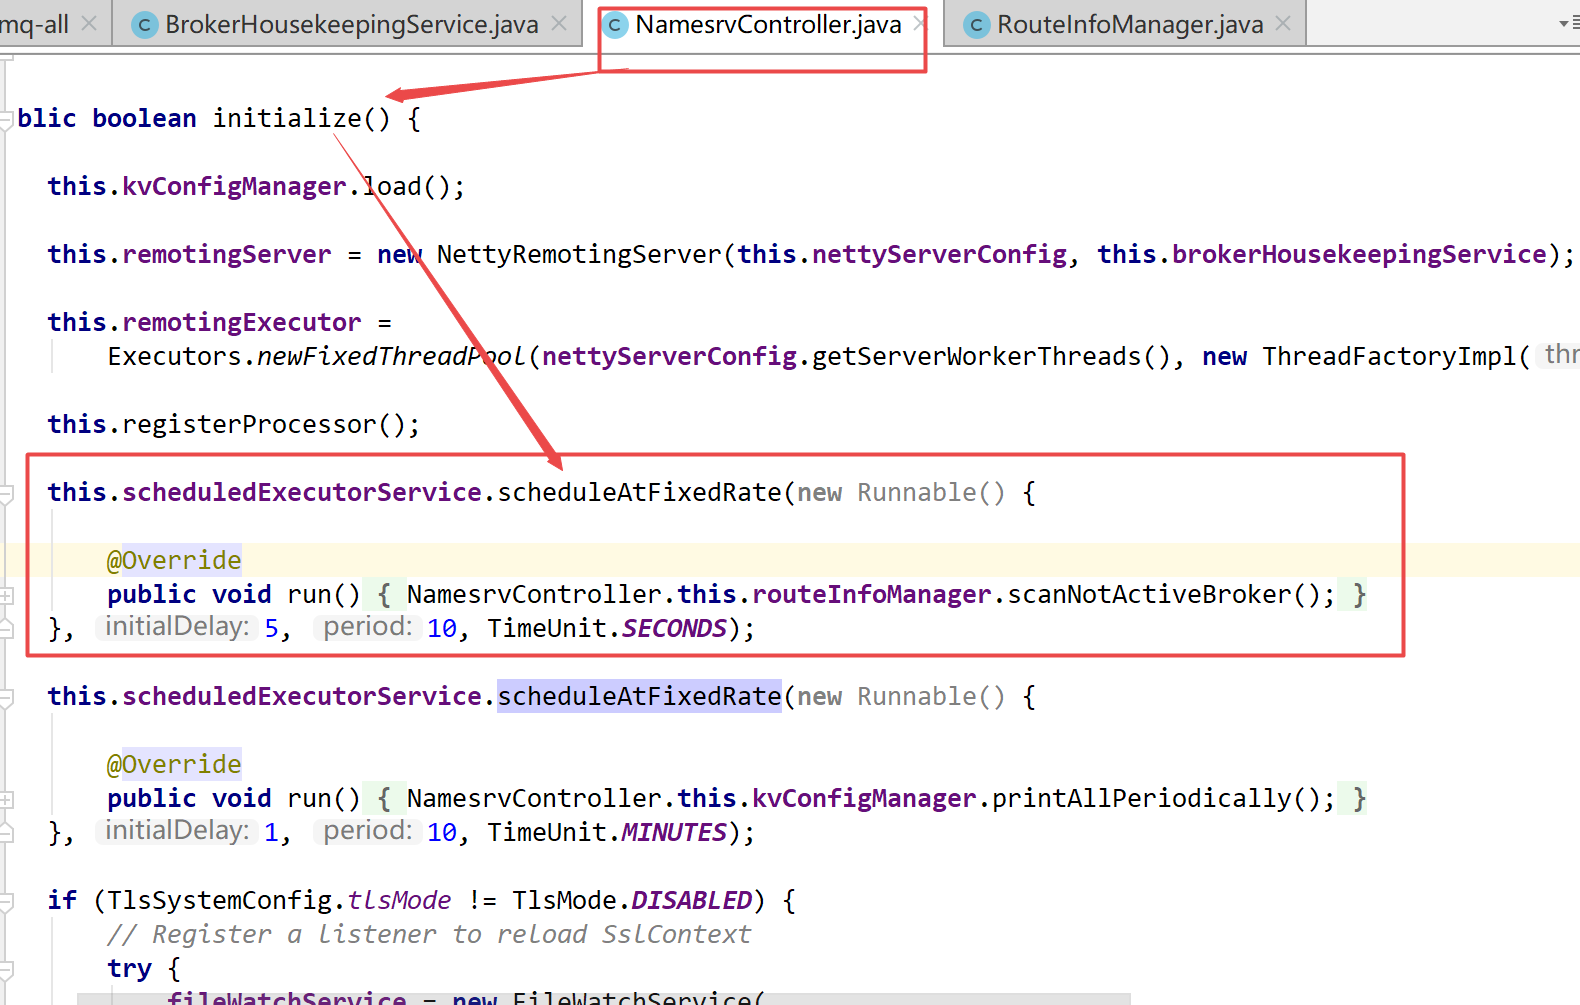 mq-all
BrokerHousekeepingService.java
NamesrvController.java
RouteInfoManager.java
blic boolean initialize() {
this.kvConfigManager.load();
this.remotingServer = new NettyRemotingServer(this.nettyServerConfig, this.brokerHousekeepingService);
this.remotingExecutor =
Executors.newFixedThreadPool(nettyServerConfig.getServerWorkerThreads(), new ThreadFactoryImpl( thr
this.registerProcessor();
this.scheduledExecutorService.scheduleAtFixedRate(new Runnable() {
@Override
public void run() { NamesrvController.this.routeInfoManager.scanNotActiveBroker(); }
}, initialDelay: 5, period: 10, TimeUnit.SECONDS);
this.scheduledExecutorService.scheduleAtFixedRate(new Runnable() {
@Override
public void run() { NamesrvController.this.kvConfigManager.printAllPeriodically(); }
}, initialDelay: 1, period: 10, TimeUnit.MINUTES);
if (TlsSystemConfig.tlsMode != TlsMode.DISABLED) {
// Register a listener to reload SslContext
try {
fileWatchService = new FileWatchService(